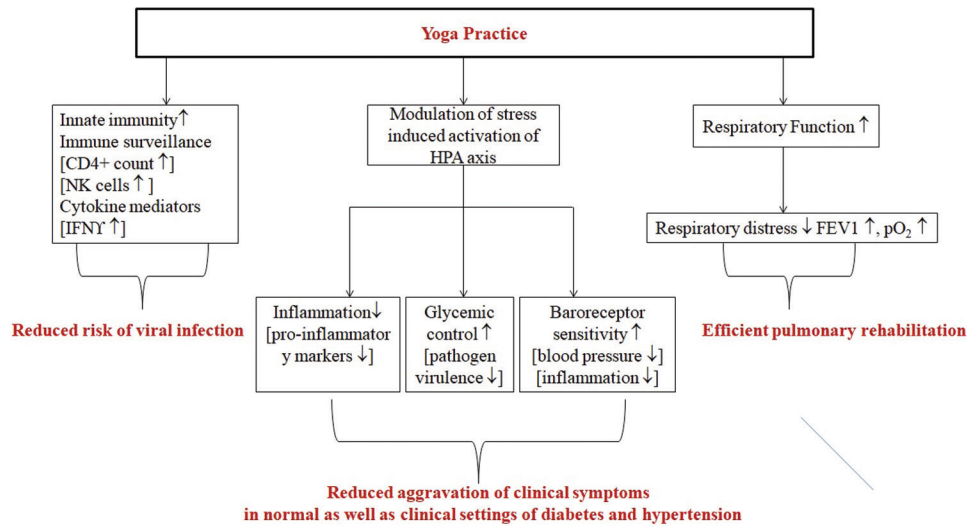 Yoga Practice
Innate immunity↑
Immune surveillance
[CD4+ count ↑]
[NK cells ↑]
Cytokine mediators
[IFNϒ ↑]
Reduced risk of viral infection
Modulation of stress
induced activation of
HPA axis
Inflammation↓
[pro-inflammator
y markers ↓]
Glycemic
control ↑
[pathogen
virulence ↓]
Baroreceptor
sensitivity ↑
[blood pressure ↓]
[inflammation ↓]
Reduced aggravation of clinical symptoms
in normal as well as clinical settings of diabetes and hypertension
Respiratory Function ↑
Respiratory distress ↓ FEV1 ↑, pO₂ ↑
Efficient pulmonary rehabilitation